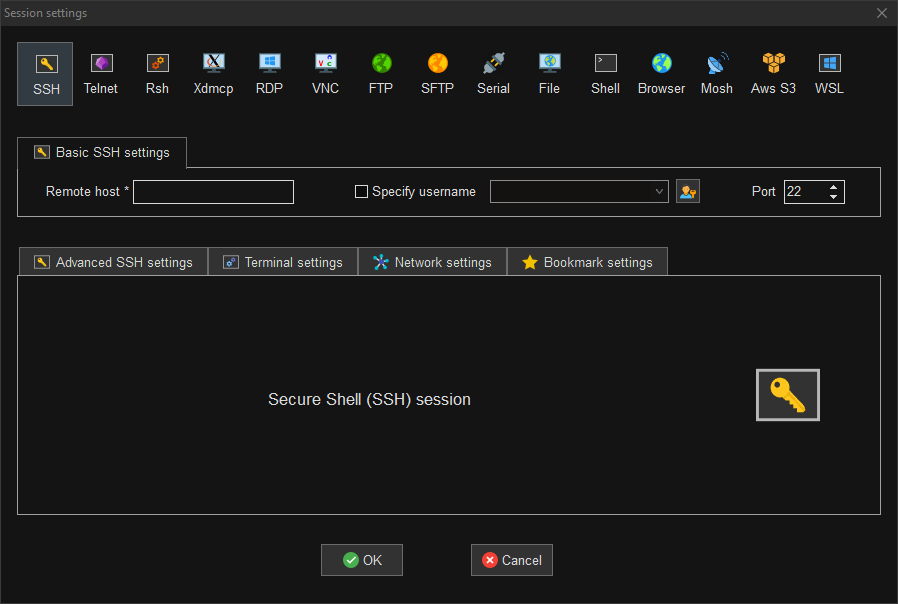 Session settings
SSH Telnet Rsh Xdmcp RDP VNC FTP SFTP Serial File Shell Browser Mosh Aws S3 WSL
Basic SSH settings
Remote host * Specify username Port 22
Advanced SSH settings Terminal settings Network settings Bookmark settings
Secure Shell (SSH) session
OK Cancel